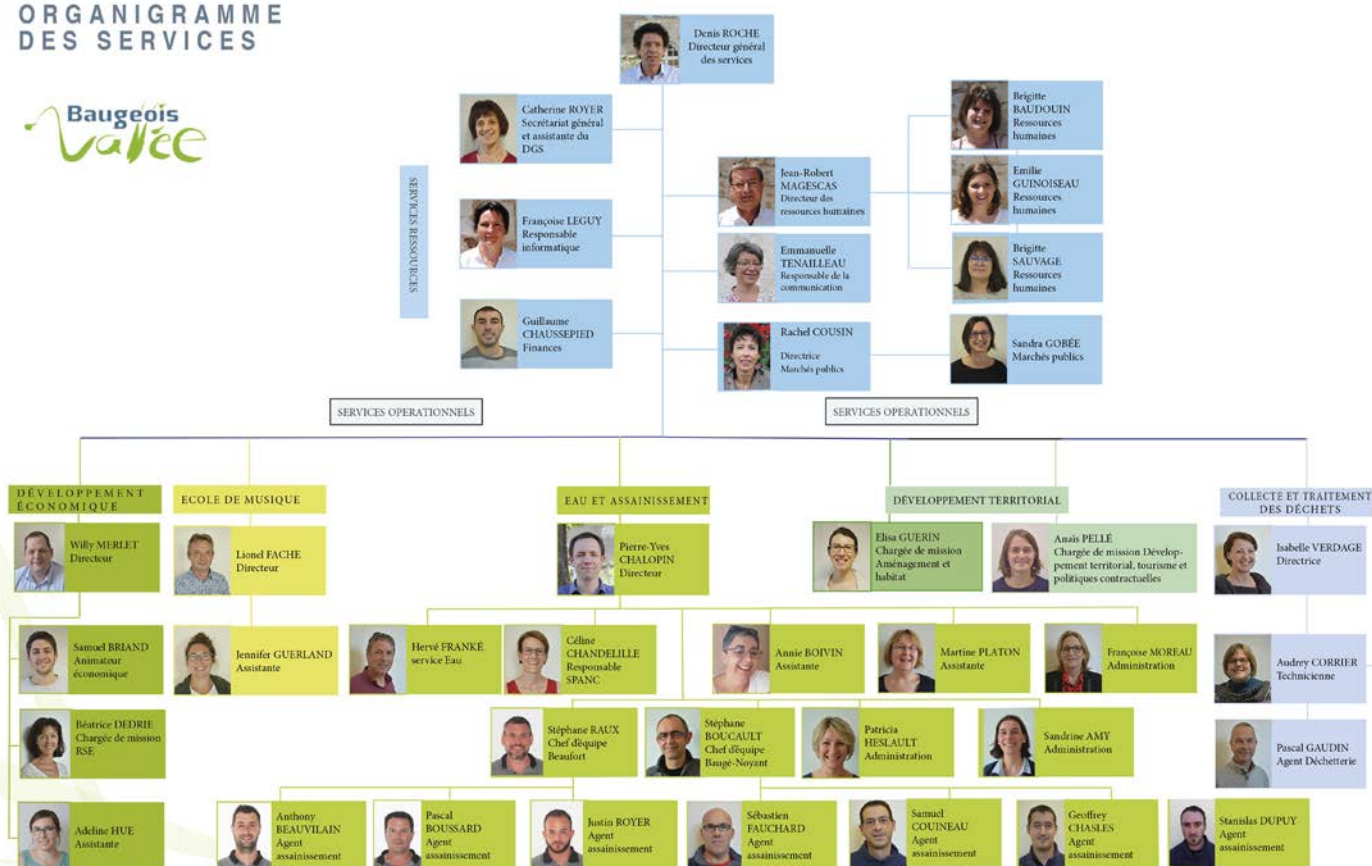 ORGANIGRAMME
DES SERVICES
Baugeois
Vallée
Denis ROCHE
Directeur général
des services
SERVICES RESSOURCES
Catherine ROYER
Secrétariat général
et assistante du
DGS
Françoise LEGUY
Responsable
informatique
Guillaume
CHAUSSEPIED
Finances
Jean-Robert
MAGESCAS
Directeur des
ressources humaines
Emmanuelle
TENAILLEAU
Responsable de la
communication
Rachel COUSIN
Directrice
Marchés publics
Brigitte
BAUDOUIN
Ressources
humaines
Emilie
GUINOISEAU
Ressources
humaines
Brigitte
SAUVAGE
Ressources
humaines
Sandra GOBÉE
Marchés publics
SERVICES OPERATIONNELS
SERVICES OPERATIONNELS
DÉVELOPPEMENT
ÉCONOMIQUE
Willy MERLET
Directeur
Samuel BRIAND
Animateur
économique
Béatrice DEDRIE
Chargée de mission
RSE
Adeline HUE
Assistante
ECOLE DE MUSIQUE
Lionel FACHE
Directeur
Jennifer GUERLAND
Assistante
EAU ET ASSAINISSEMENT
Pierre-Yves
CHALOPIN
Directeur
Hervé FRANKÉ
service Eau
Céline
CHANDELILLE
Responsable
SPANC
Annie BOIVIN
Assistante
Martine PLATON
Assistante
Françoise MOREAU
Administration
Stéphane RAUX
Chef d'équipe
Beaufort
Stéphane
BOUCAULT
Chef d'équipe
Baugé-Noyant
Patricia
HESLAULT
Administration
Sandrine AMY
Administration
Anthony
BEAUVILAIN
Agent
assainissement
Pascal
BOUSSARD
Agent
assainissement
Justin ROYER
Agent
assainissement
Sébastien
FAUCHARD
Agent
assainissement
Samuel
COUINEAU
Agent
assainissement
Geoffrey
CHASLES
Agent
assainissement
Stanislas DUPUY
Agent
assainissement
DÉVELOPPEMENT TERRITORIAL
Elisa GUERIN
Chargée de mission
Aménagement et
habitat
Anaïs PELLÉ
Chargée de mission Dévelop-
pement territorial, tourisme et
politiques contractuelles
COLLECTE ET TRAITEMENT
DES DÉCHETS
Isabelle VERDAGE
Directrice
Audrey CORRIER
Technicienne
Pascal GAUDIN
Agent Déchetterie